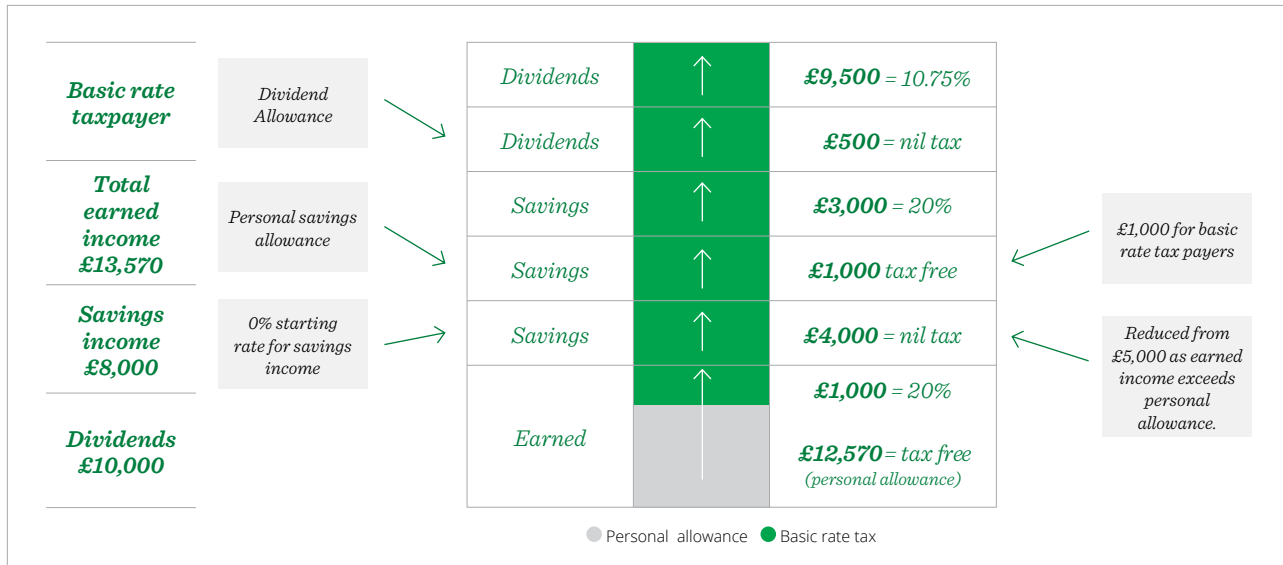 Basic rate
taxpayer
Total
earned
income
£13,570
Savings
income
£8,000
Dividends
£10,000
Dividend
Allowance
Personal savings
allowance
0% starting
rate for savings
income
Dividends
£9,500 = 10.75%
Dividends
£500 = nil tax
Savings
£3,000 = 20%
Savings
£1,000 tax free
Savings
£4,000 = nil tax
Earned
£1,000 = 20%
£12,570 = tax free
(personal allowance)
£1,000 for basic
rate tax payers
Reduced from
£5,000 as earned
income exceeds
personal
allowance.
Personal allowance
Basic rate tax